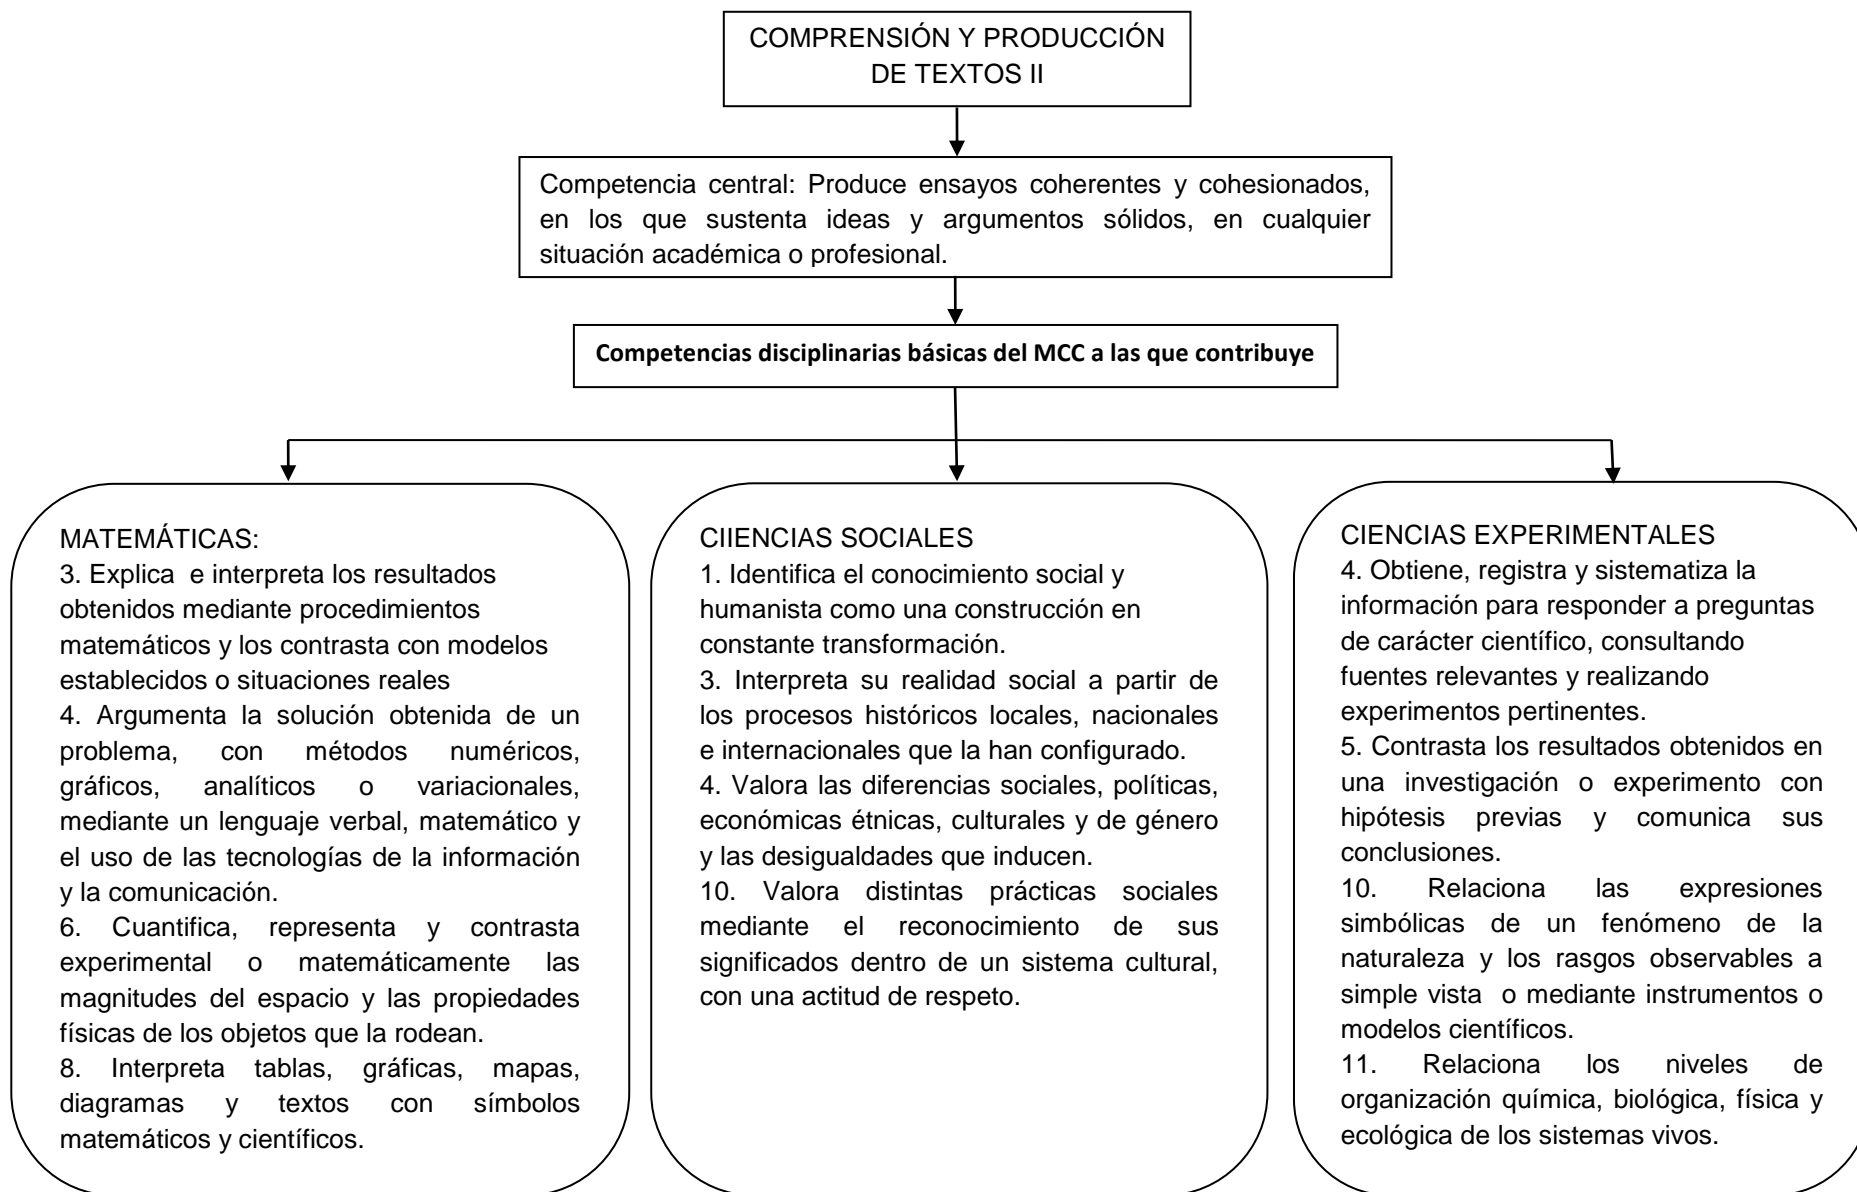 COMPRENSIÓN Y PRODUCCIÓN
DE TEXTOS II
Competencia central: Produce ensayos coherentes y cohesionados,
en los que sustenta ideas y argumentos sólidos, en cualquier
situación académica o profesional.
Competencias disciplinarias básicas del MCC a las que contribuye
MATEMÁTICAS:
3. Explica e interpreta los resultados
obtenidos mediante procedimientos
matemáticos y los contrasta con modelos
establecidos o situaciones reales
4. Argumenta la solución obtenida de un
problema, con métodos numéricos,
gráficos, analíticos o variacionales,
mediante un lenguaje verbal, matemático y
el uso de las tecnologías de la información
y la comunicación.
6. Cuantifica, representa y contrasta
experimental o matemáticamente las
magnitudes del espacio y las propiedades
físicas de los objetos que la rodean.
8. Interpreta tablas, gráficas, mapas,
diagramas y textos con símbolos
matemáticos y científicos.
CIIENCIAS SOCIALES
1. Identifica el conocimiento social y
humanista como una construcción en
constante transformación.
3. Interpreta su realidad social a partir de
los procesos históricos locales, nacionales
e internacionales que la han configurado.
4. Valora las diferencias sociales, políticas,
económicas étnicas, culturales y de género
y las desigualdades que inducen.
10. Valora distintas prácticas sociales
mediante el reconocimiento de sus
significados dentro de un sistema cultural,
con una actitud de respeto.
CIENCIAS EXPERIMENTALES
4. Obtiene, registra y sistematiza la
información para responder a preguntas
de carácter científico, consultando
fuentes relevantes y realizando
experimentos pertinentes.
5. Contrasta los resultados obtenidos en
una investigación o experimento con
hipótesis previas y comunica sus
conclusiones.
10. Relaciona las expresiones
simbólicas de un fenómeno de la
naturaleza y los rasgos observables a
simple vista o mediante instrumentos o
modelos científicos.
11. Relaciona los niveles de
organización química, biológica, física y
ecológica de los sistemas vivos.